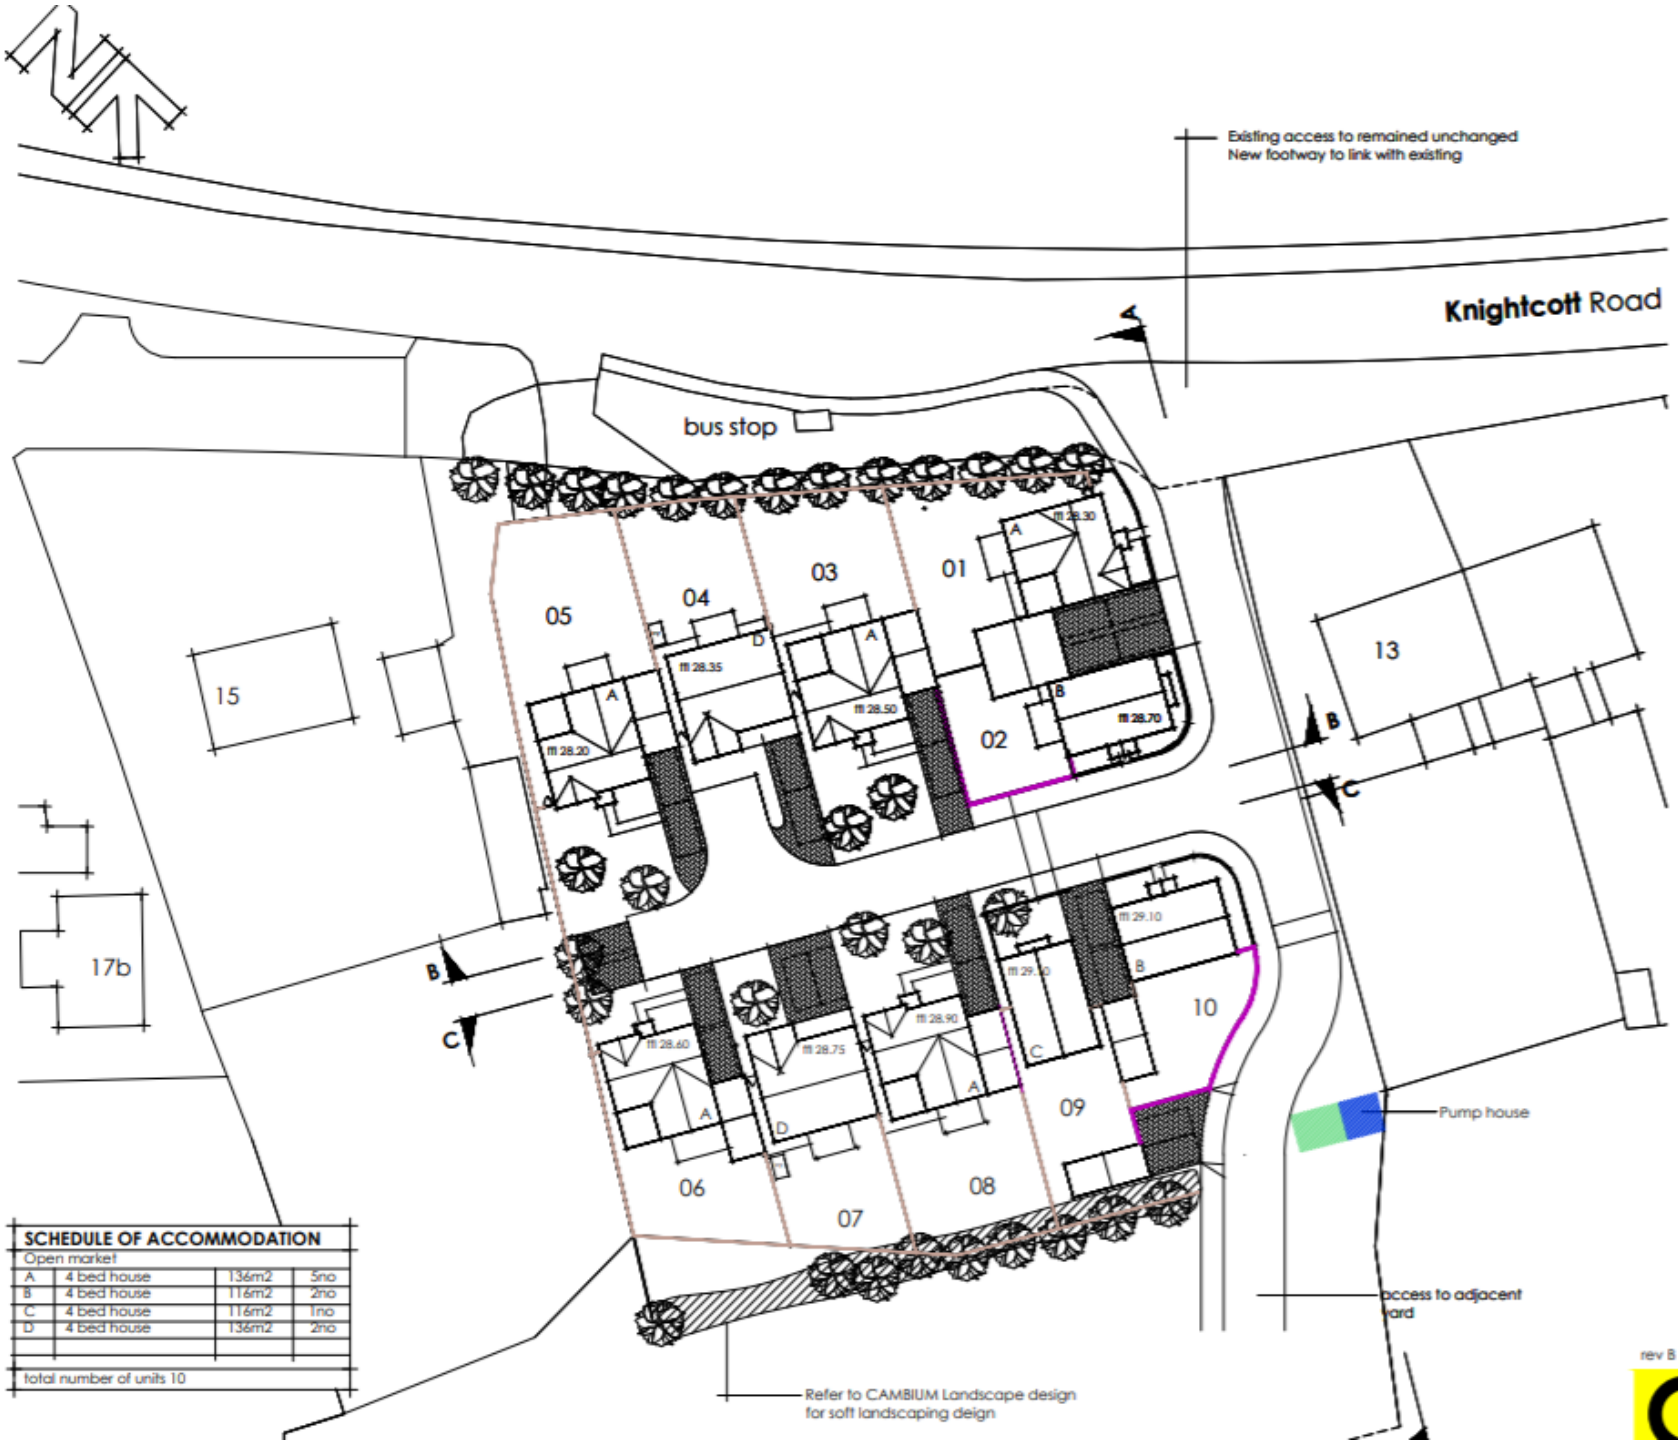 N
Existing access to remained unchanged
New footway to link with existing
Knightcott Road
A
bus stop
ffl 28.30
A
01
03
04
05
13
15
D
A
ffl 28.35
A
B
ffl 28.50
ffl 28.70
02
ffl 28.20
B
C
ffl 29.10
17b
B
B
10
C
ffl 28.90
ffl 28.60
ffl 28.75
C
A
A
D
09
Pump house
06
08
07
SCHEDULE OF ACCOMMODATION
Open market
A 4 bed house 136m2 5no
B 4 bed house 116m2 2no
C 4 bed house 116m2 1no
D 4 bed house 136m2 2no
total number of units 10
access to adjacent
yard
rev B
Refer to CAMBIUM Landscape design
for soft landscaping deign